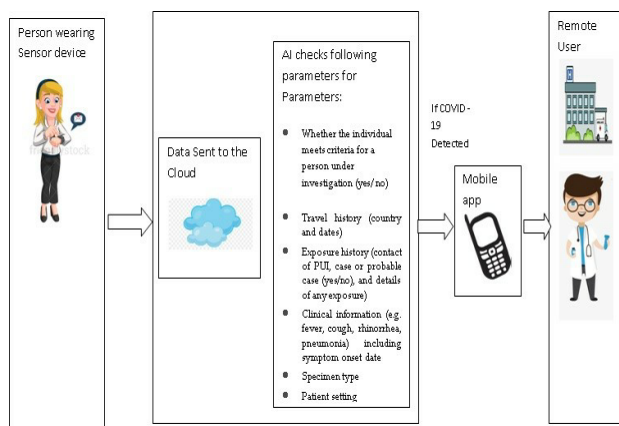 Person wearing
Sensor device
Data Sent to the
Cloud
AI checks following
parameters for
Parameters:
Whether the individual
meets criteria for a
person under
investigation (yes/no)
Travel history (country
and dates)
Exposure history (contact
of PUI, case or probable
case (yes/no), and details
of any exposure)
Clinical information (e.g.
fever, cough, rhinorrhea,
pneumonia) including
symptom onset date
Specimen type
Patient setting
If COVID-
19
Detected
Mobile
app
Remote
User